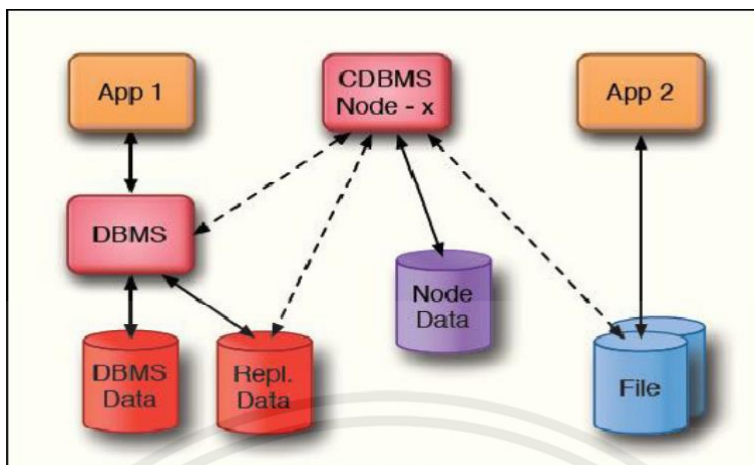 App 1
CDBMS
Node - x
App 2
DBMS
Node
Data
DBMS
Data
Repl.
Data
File